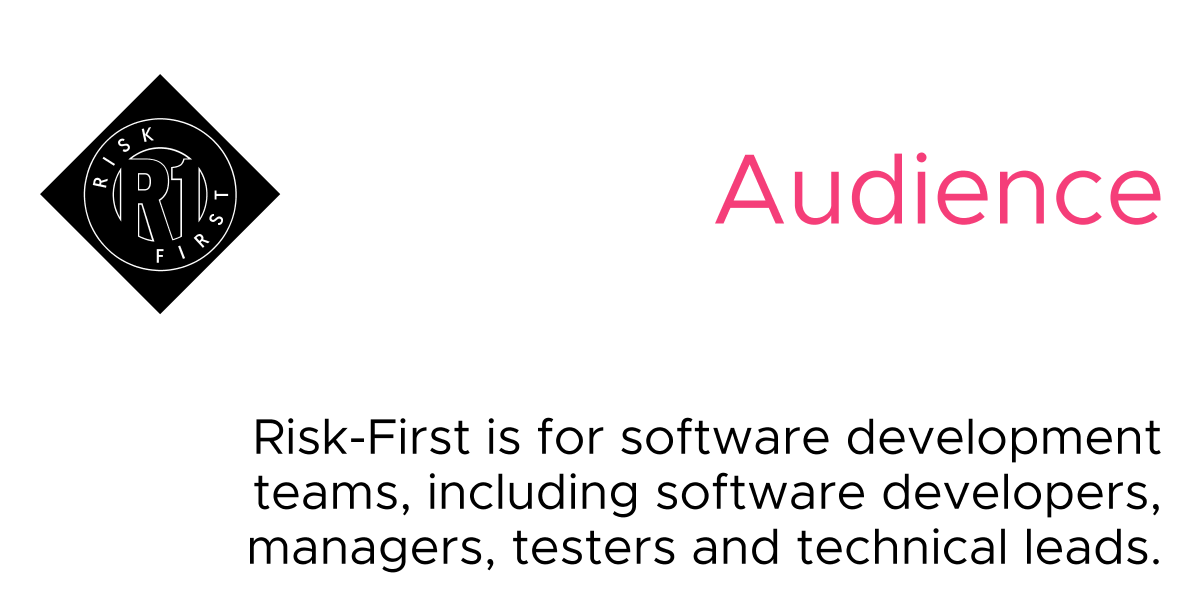 RISK
R1
FIRST
Audience
Risk-First is for software development
teams, including software developers,
managers, testers and technical leads.